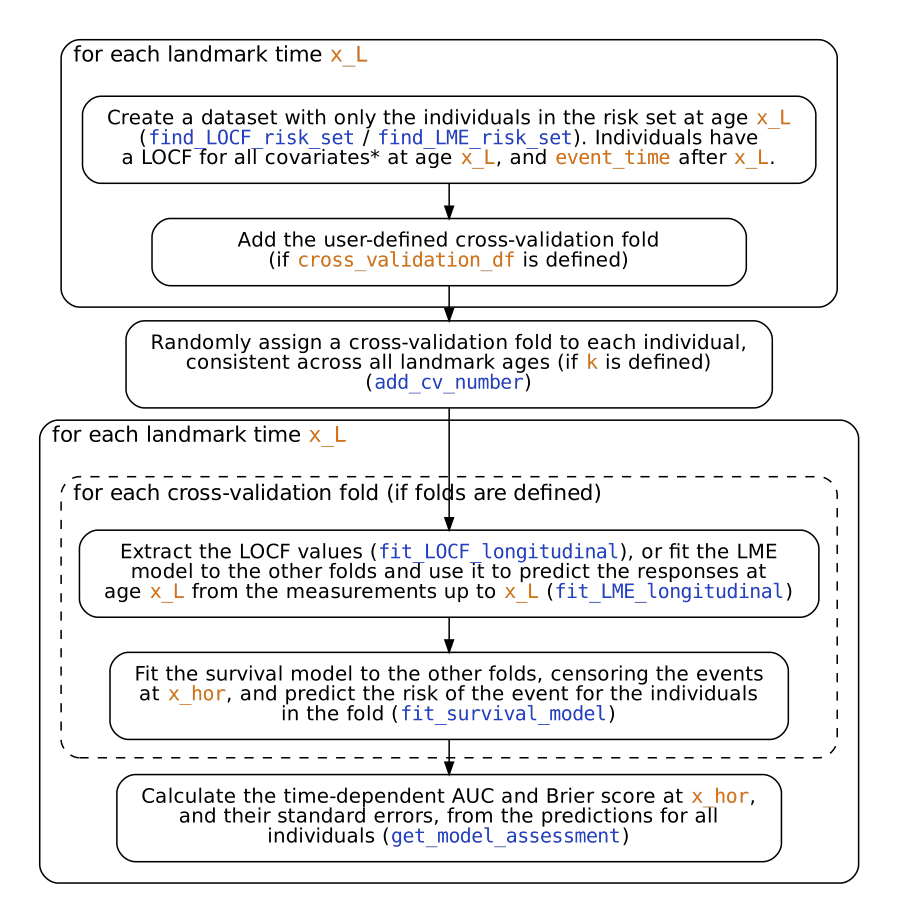 for each landmark time x_L
Create a dataset with only the individuals in the risk set at age x_L
(find_LOCF_risk_set / find_LME_risk_set). Individuals have
a LOCF for all covariates* at age x_L, and event_time after x_L.
Add the user-defined cross-validation fold
(if cross_validation_df is defined)
Randomly assign a cross-validation fold to each individual,
consistent across all landmark ages (if k is defined)
(add_cv_number)
for each landmark time x_L
for each cross-validation fold (if folds are defined)
Extract the LOCF values (fit_LOCF_longitudinal), or fit the LME
model to the other folds and use it to predict the responses at
age x_L from the measurements up to x_L (fit_LME_longitudinal)
Fit the survival model to the other folds, censoring the events
at x_hor, and predict the risk of the event for the individuals
in the fold (fit_survival_model)
Calculate the time-dependent AUC and Brier score at x_hor,
and their standard errors, from the predictions for all
individuals (get_model_assessment)